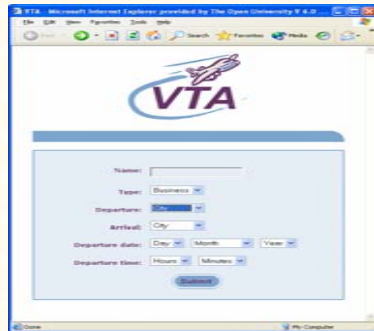 VTA - Microsoft Internet Explorer provided by The Open University V 6.0 ...
File Edit View Favorites Tools Help
Search Favorites Media
VTA
Name:
Type: Business
Departure: City
Arrival: City
Departure date: Day Month Year
Departure time: Hours Minutes
Submit
Done My Computer